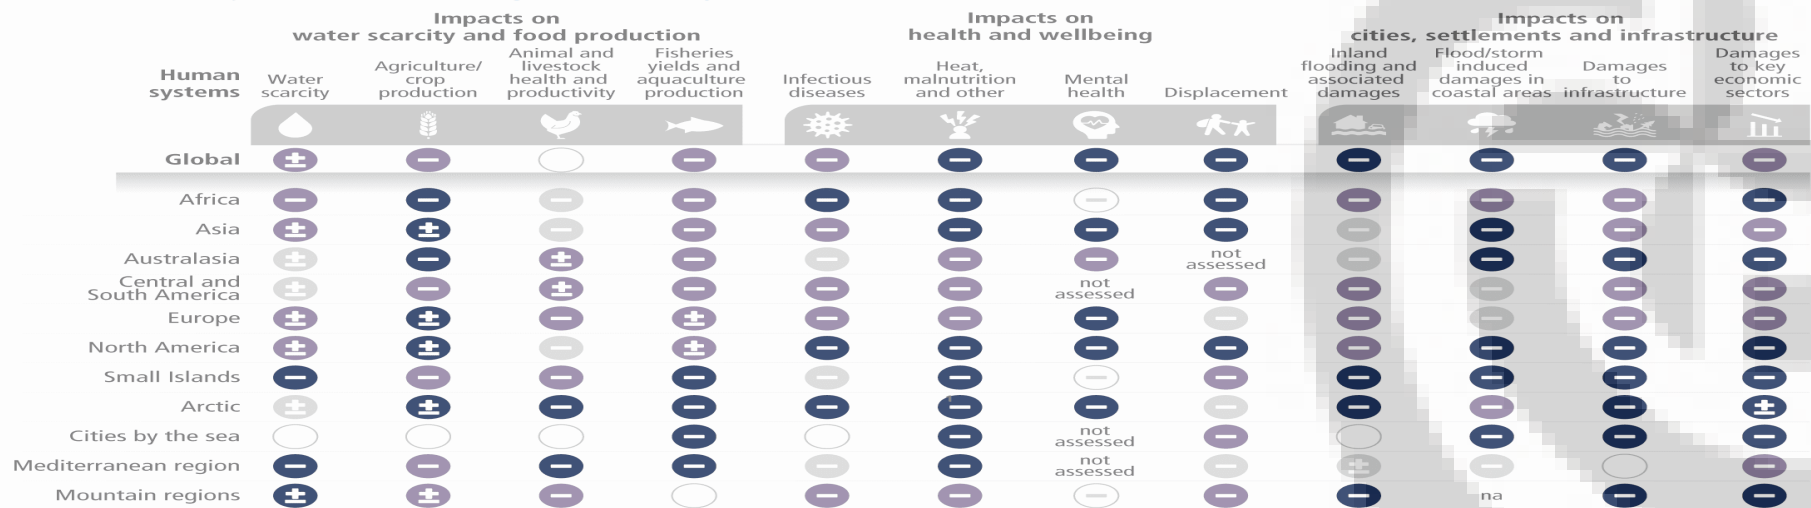 Impacts on
water scarcity and food production
Impacts on
health and wellbeing
Impacts on
cities, settlements and infrastructure
Human
systems
Water
scarcity
Agriculture/
crop
production
Animal and
livestock
health and
productivity
Fisheries
yields and
aquaculture
production
Infectious
diseases
Heat,
malnutrition
and other
Mental
health
Displacement
Inland
flooding and
associated
damages
Flood/storm
induced
damages in
coastal areas
Damages
to
infrastructure
Damages
to key
economic
sectors
Global
Africa
Asia
Australasia
not
assessed
Central and
South America
not
assessed
Europe
North America
Small Islands
Arctic
Cities by the sea
not
assessed
Mediterranean region
not
assessed
Mountain regions
na